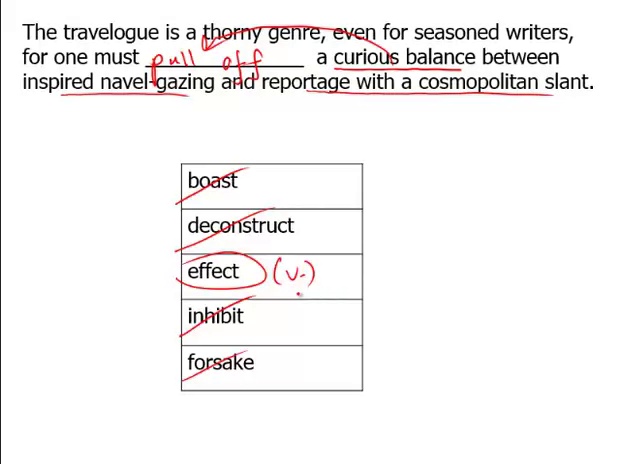 The travelogue is a thorny genre, even for seasoned writers,
for one must pull off a curious balance between
inspired navel-gazing and reportage with a cosmopolitan slant.
boast
deconstruct
effect (v.)
inhibit
forsake